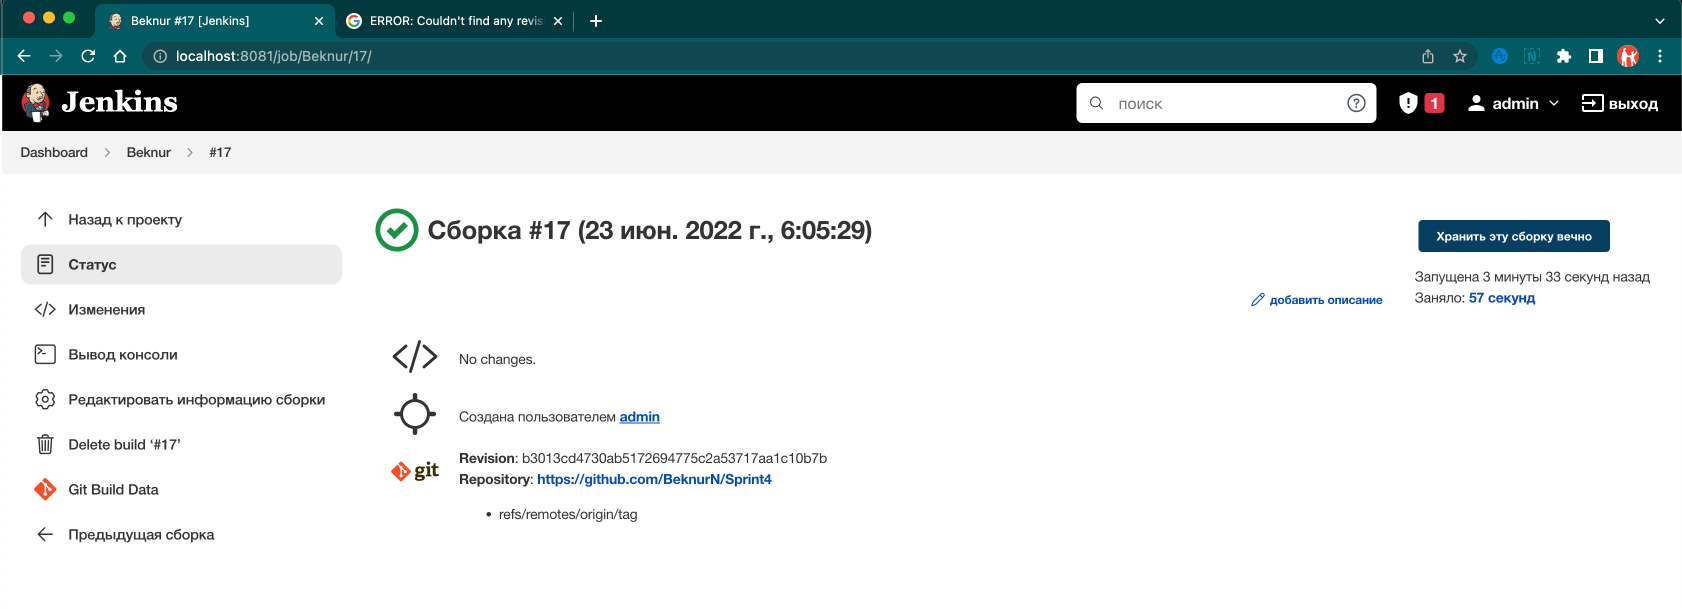 Beknur #17 [Jenkins]
ERROR: Couldn't find any revis
localhost:8081/job/Beknur/17/
Jenkins
поиск
1
admin
выход
Dashboard
Beknur
#17
Назад к проекту
Статус
Изменения
Вывод консоли
Редактировать информацию сборки
Delete build ‘#17’
Git Build Data
Предыдущая сборка
Сборка #17 (23 июн. 2022 г., 6:05:29)
Хранить эту сборку вечно
Запущена 3 минуты 33 секунд назад
Заняло: 57 секунд
добавить описание
No changes.
Создана пользователем admin
git
Revision: b3013cd4730ab5172694775c2a53717aa1c10b7b
Repository: https://github.com/BeknurN/Sprint4
• refs/remotes/origin/tag